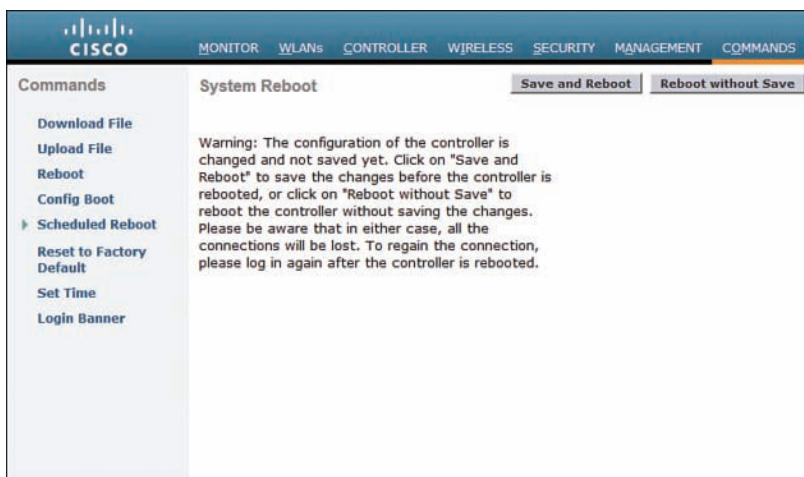 CISCO
MONITOR WLANs CONTROLLER WIRELESS SECURITY MANAGEMENT COMMANDS
Commands
Download File
Upload File
Reboot
Config Boot
Scheduled Reboot
Reset to Factory
Default
Set Time
Login Banner
System Reboot
Save and Reboot
Reboot without Save
Warning: The configuration of the controller is
changed and not saved yet. Click on "Save and
Reboot" to save the changes before the controller is
rebooted, or click on "Reboot without Save" to
reboot the controller without saving the changes.
Please be aware that in either case, all the
connections will be lost. To regain the connection,
please log in again after the controller is rebooted.